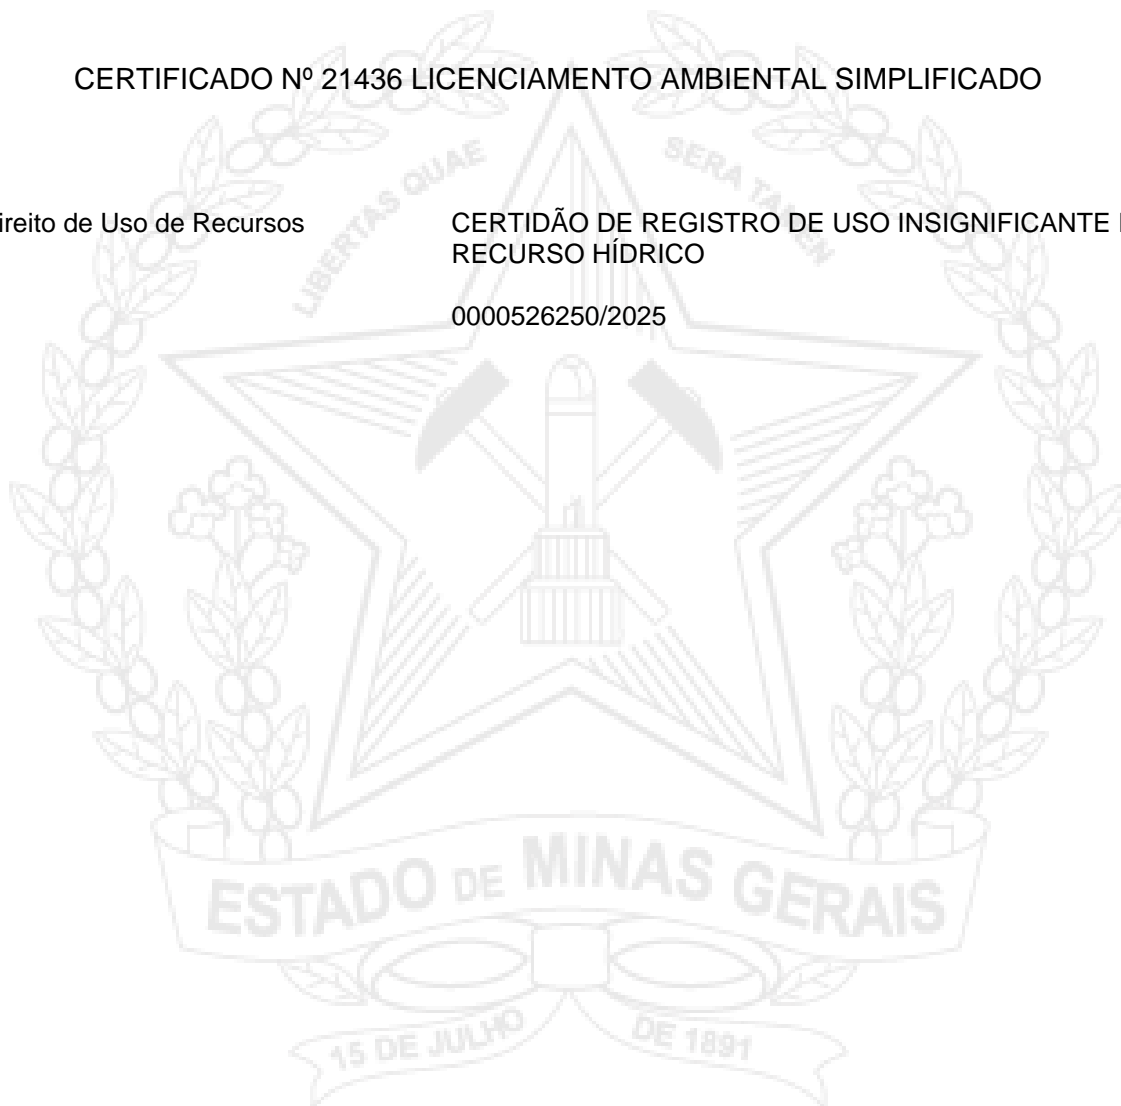 CERTIFICADO Nº 21436 LICENCIAMENTO AMBIENTAL SIMPLIFICADO
LIBERTAS QUAE SERA TAMEN
ireito de Uso de Recursos
CERTIDÃO DE REGISTRO DE USO INSIGNIFICANTE
RECURSO HÍDRICO
0000526250/2025
ESTADO DE MINAS GERAIS
15 DE JULHO DE 1891